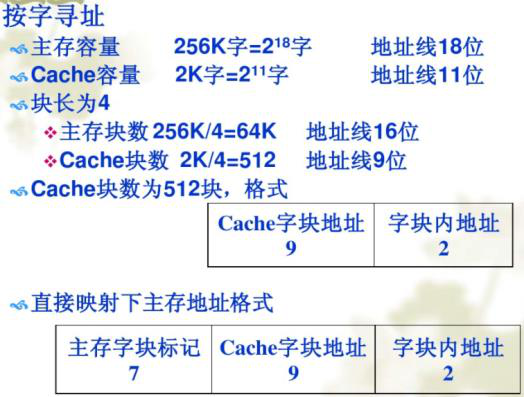 按字寻址
主存容量 256K字=2¹⁸字 地址线18位
Cache容量 2K字=2¹¹字 地址线11位
块长为4
主存块数 256K/4=64K 地址线16位
Cache块数 2K/4=512 地址线9位
Cache块数为512块，格式
Cache字块地址 字块内地址
9 2
直接映射下主存地址格式
主存字块标记 Cache字块地址 字块内地址
7 9 2